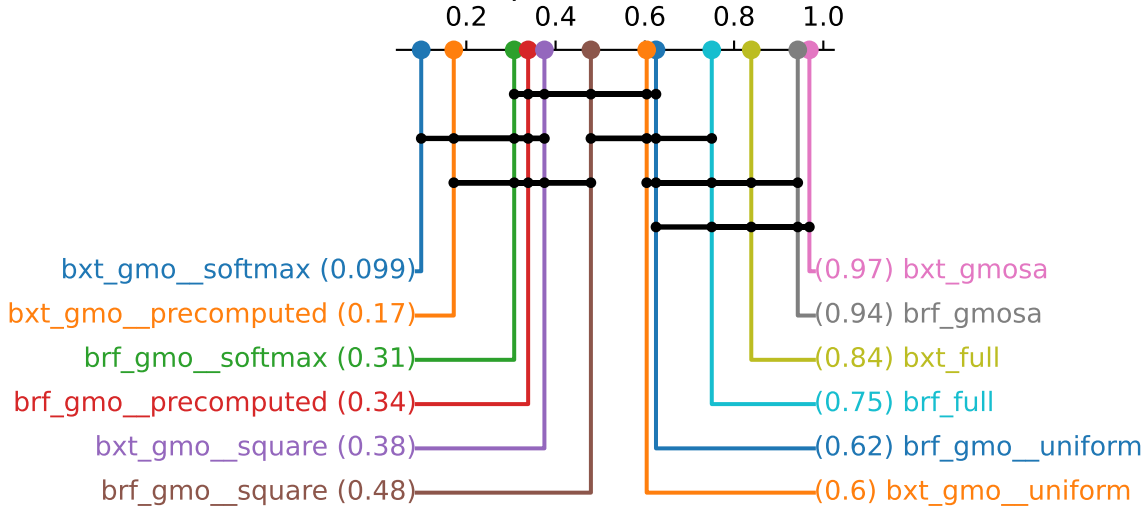 0.2 0.4 0.6 0.8 1.0
bxt_gmo__softmax (0.099) (0.97) bxt_gmosa
bxt_gmo__precomputed (0.17) (0.94) brf_gmosa
brf_gmo__softmax (0.31) (0.84) bxt_full
brf_gmo__precomputed (0.34) (0.75) brf_full
bxt_gmo__square (0.38) (0.62) brf_gmo__uniform
brf_gmo__square (0.48) (0.6) bxt_gmo__uniform